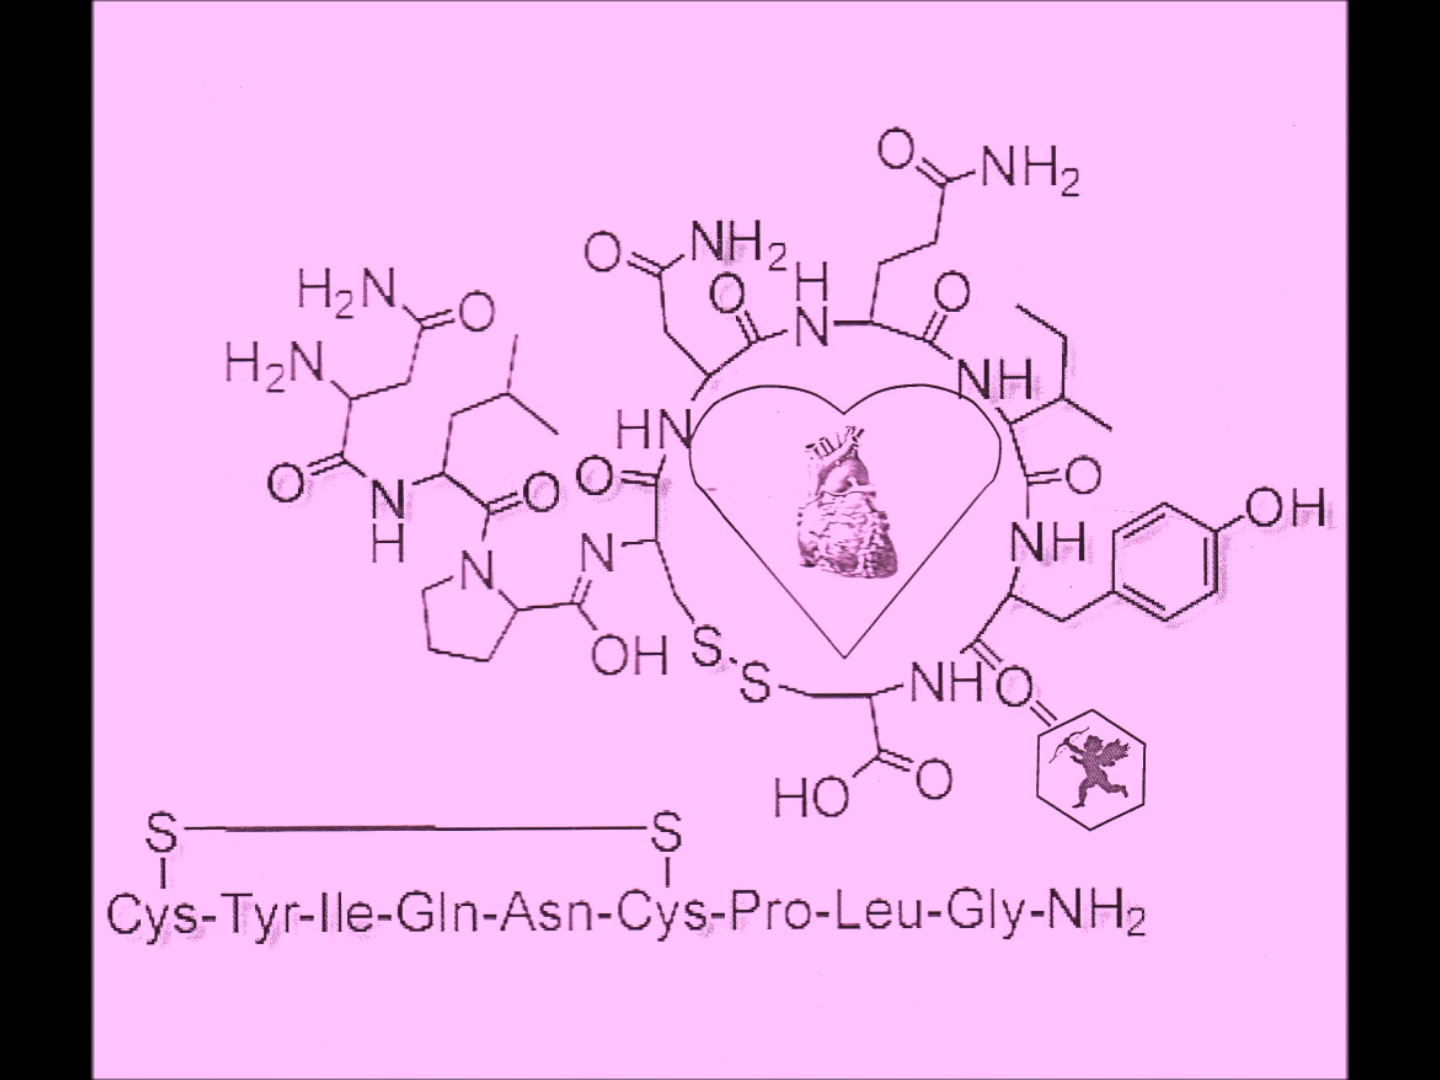 O NH2
O NH2
H2N O
O H N O
H2N
NH
HN
O O O
N H
NH OH
N N
OH S
S NH O
HO O
S S
Cys-Tyr-Ile-Gln-Asn-Cys-Pro-Leu-Gly-NH2